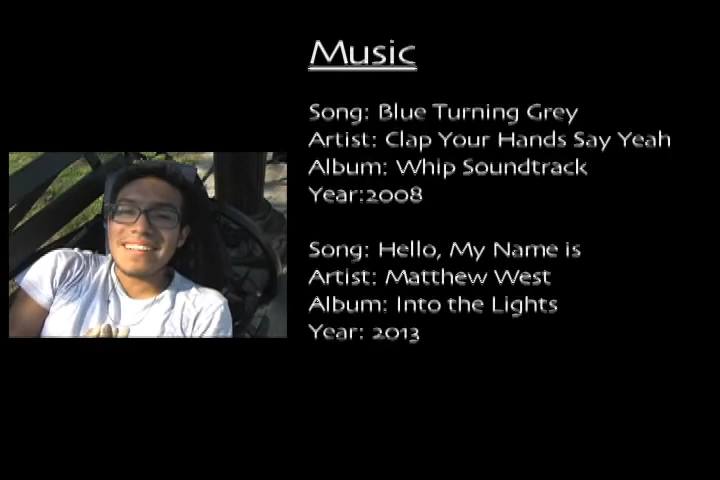 Music
Song: Blue Turning Grey
Artist: Clap Your Hands Say Yeah
Album: Whip Soundtrack
Year:2008
Song: Hello, My Name is
Artist: Matthew West
Album: Into the Lights
Year: 2013